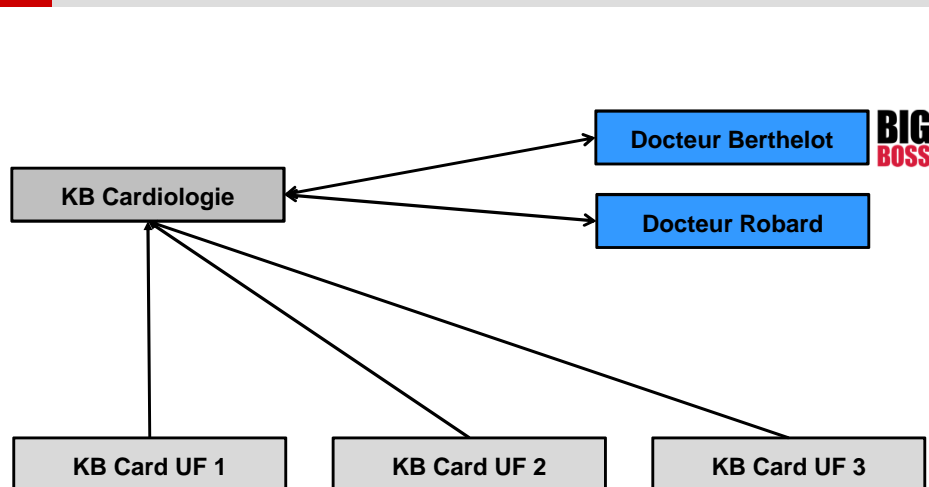 Docteur Berthelot
BIG
BOSS
KB Cardiologie
Docteur Robard
KB Card UF 1
KB Card UF 2
KB Card UF 3